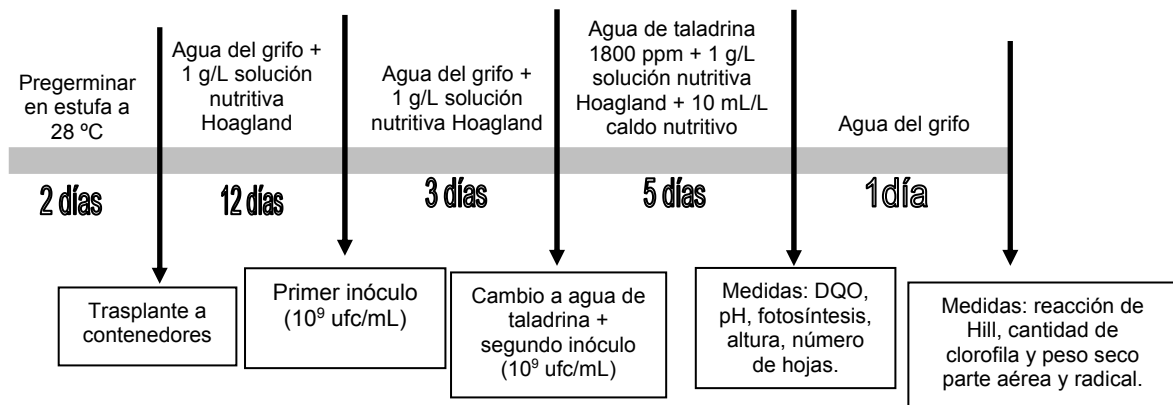 Pregerminar
en estufa a
28 ºC
Agua del grifo +
1 g/L solución
nutritiva
Hoagland
Agua del grifo +
1 g/L solución
nutritiva Hoagland
Agua de taladrina
1800 ppm + 1 g/L
solución nutritiva
Hoagland + 10 mL/L
caldo nutritivo
Agua del grifo
2 días
12 días
3 días
5 días
1día
Trasplante a
contenedores
Primer inóculo
(10⁹ ufc/mL)
Cambio a agua de
taladrina +
segundo inóculo
(10⁹ ufc/mL)
Medidas: DQO,
pH, fotosíntesis,
altura, número
de hojas.
Medidas: reacción de
Hill, cantidad de
clorofila y peso seco
parte aérea y radical.